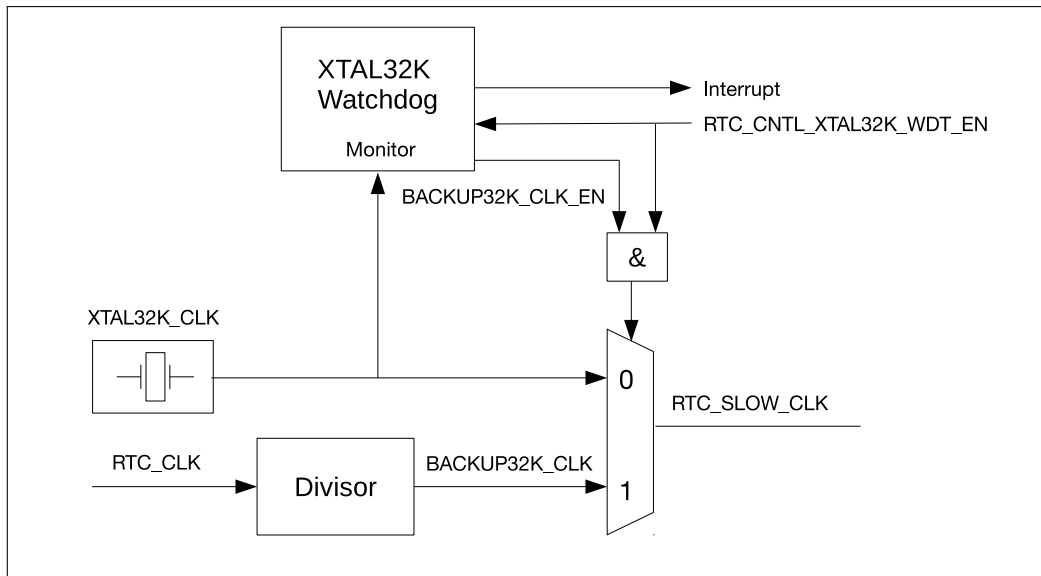 XTAL32K
Watchdog
Monitor
Interrupt
RTC_CNTL_XTAL32K_WDT_EN
BACKUP32K_CLK_EN
&
XTAL32K_CLK
0
RTC_SLOW_CLK
RTC_CLK
Divisor
BACKUP32K_CLK
1